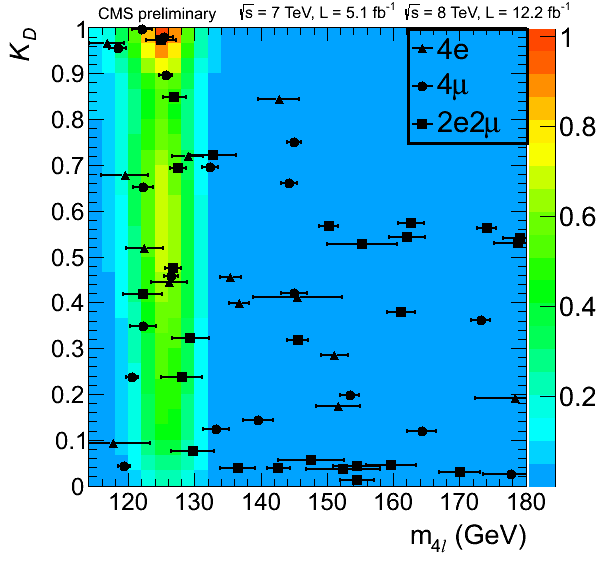 CMS preliminary √s = 7 TeV, L = 5.1 fb⁻¹ √s = 8 TeV, L = 12.2 fb⁻¹
K_D
1
0.9
0.8
0.7
0.6
0.5
0.4
0.3
0.2
0.1
0
4e
4μ
2e2μ
1
0.8
0.6
0.4
0.2
120 130 140 150 160 170 180
m_4l (GeV)